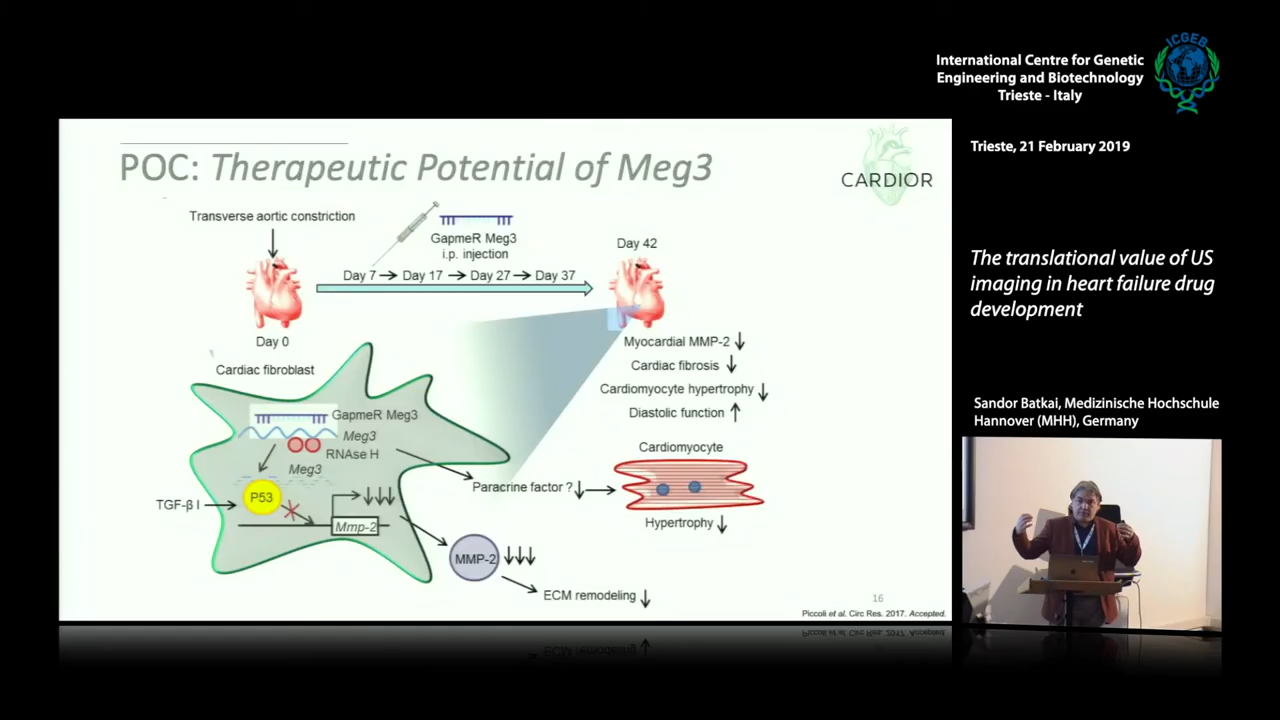 ICGEB
International Centre for Genetic
Engineering and Biotechnology
Trieste - Italy
Trieste, 21 February 2019
POC: Therapeutic Potential of Meg3
CARDIOR
Transverse aortic constriction
GapmeR Meg3
i.p. injection
Day 42
Day 7 → Day 17 → Day 27 → Day 37
Day 0
Myocardial MMP-2 ↓
Cardiac fibrosis ↓
Cardiomyocyte hypertrophy ↓
Diastolic function ↑
Cardiac fibroblast
GapmeR Meg3
Meg3
RNAse H
Meg3
TGF-β I
P53
Mmp-2
Paracrine factor ? ↓
Cardiomyocyte
Hypertrophy ↓
MMP-2 ↓↓↓
ECM remodeling ↓
16
Piccoli et al. Circ Res. 2017. Accepted.
The translational value of US
imaging in heart failure drug
development
Sandor Batkai, Medizinische Hochschule
Hannover (MHH), Germany